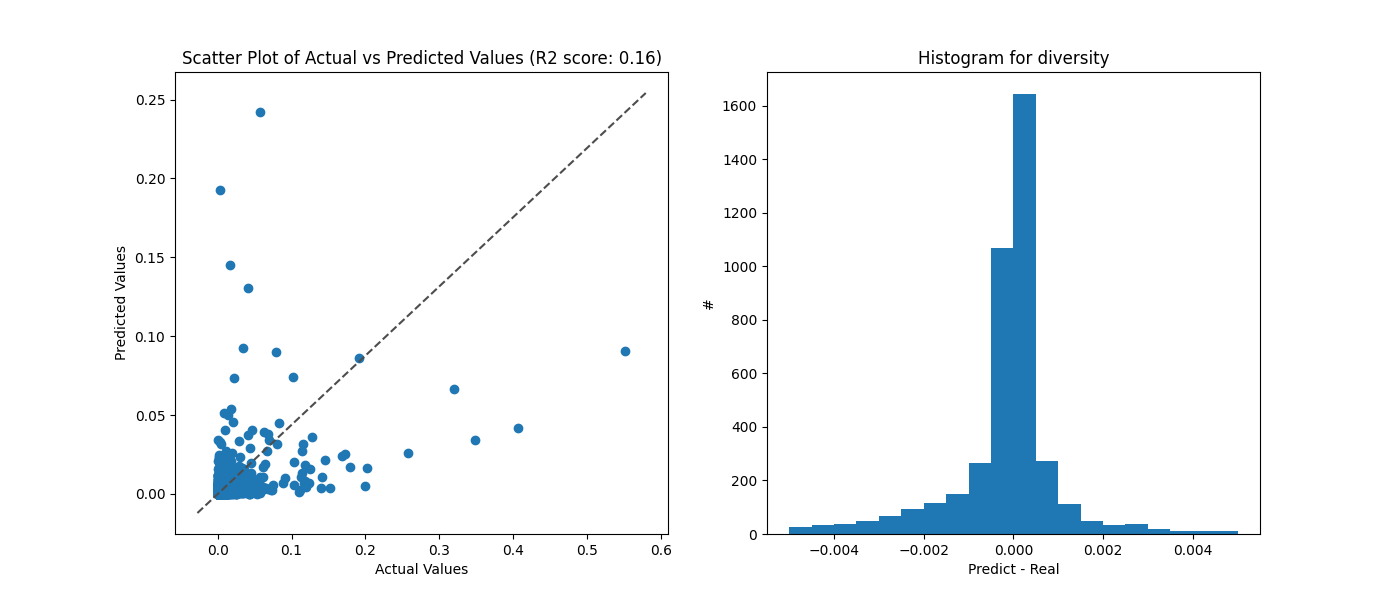 Scatter Plot of Actual vs Predicted Values (R2 score: 0.16)
Predicted Values
0.25
0.20
0.15
0.10
0.05
0.00
0.0 0.1 0.2 0.3 0.4 0.5 0.6
Actual Values
Histogram for diversity
#
1600
1400
1200
1000
800
600
400
200
0
−0.004 −0.002 0.000 0.002 0.004
Predict - Real